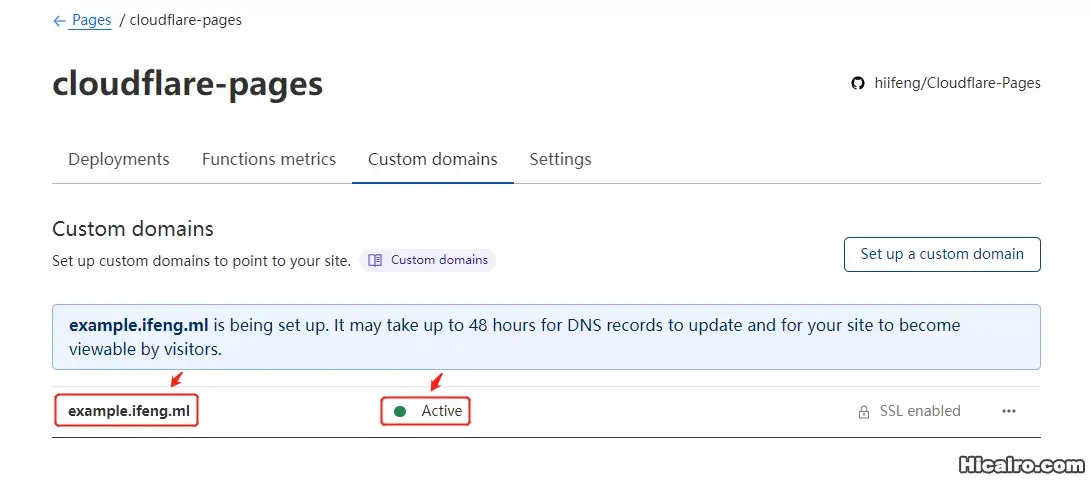 ← Pages / cloudflare-pages
cloudflare-pages
hiifeng/Cloudflare-Pages
Deployments Functions metrics Custom domains Settings
Custom domains
Set up custom domains to point to your site. Custom domains
Set up a custom domain
example.ifeng.ml is being set up. It may take up to 48 hours for DNS records to update and for your site to become
viewable by visitors.
example.ifeng.ml Active SSL enabled ···
Hicairo.com